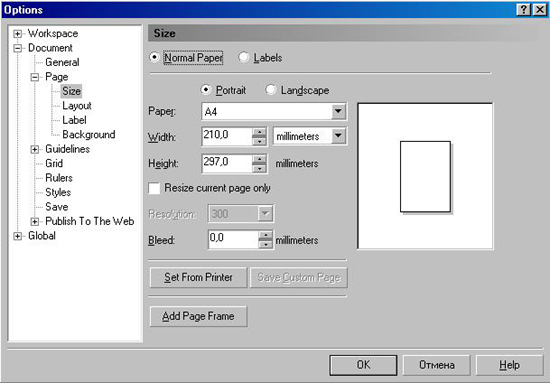 Options
Workspace
Document
General
Page
Size
Layout
Label
Background
Guidelines
Grid
Rulers
Styles
Save
Publish To The Web
Global
Size
Normal Paper Labels
Portrait Landscape
Paper: A4
Width: 210,0 millimeters
Height: 297,0 millimeters
Resize current page only
Resolution: 300
Bleed: 0,0 millimeters
Set From Printer Save Custom Page
Add Page Frame
OK Отмена Help